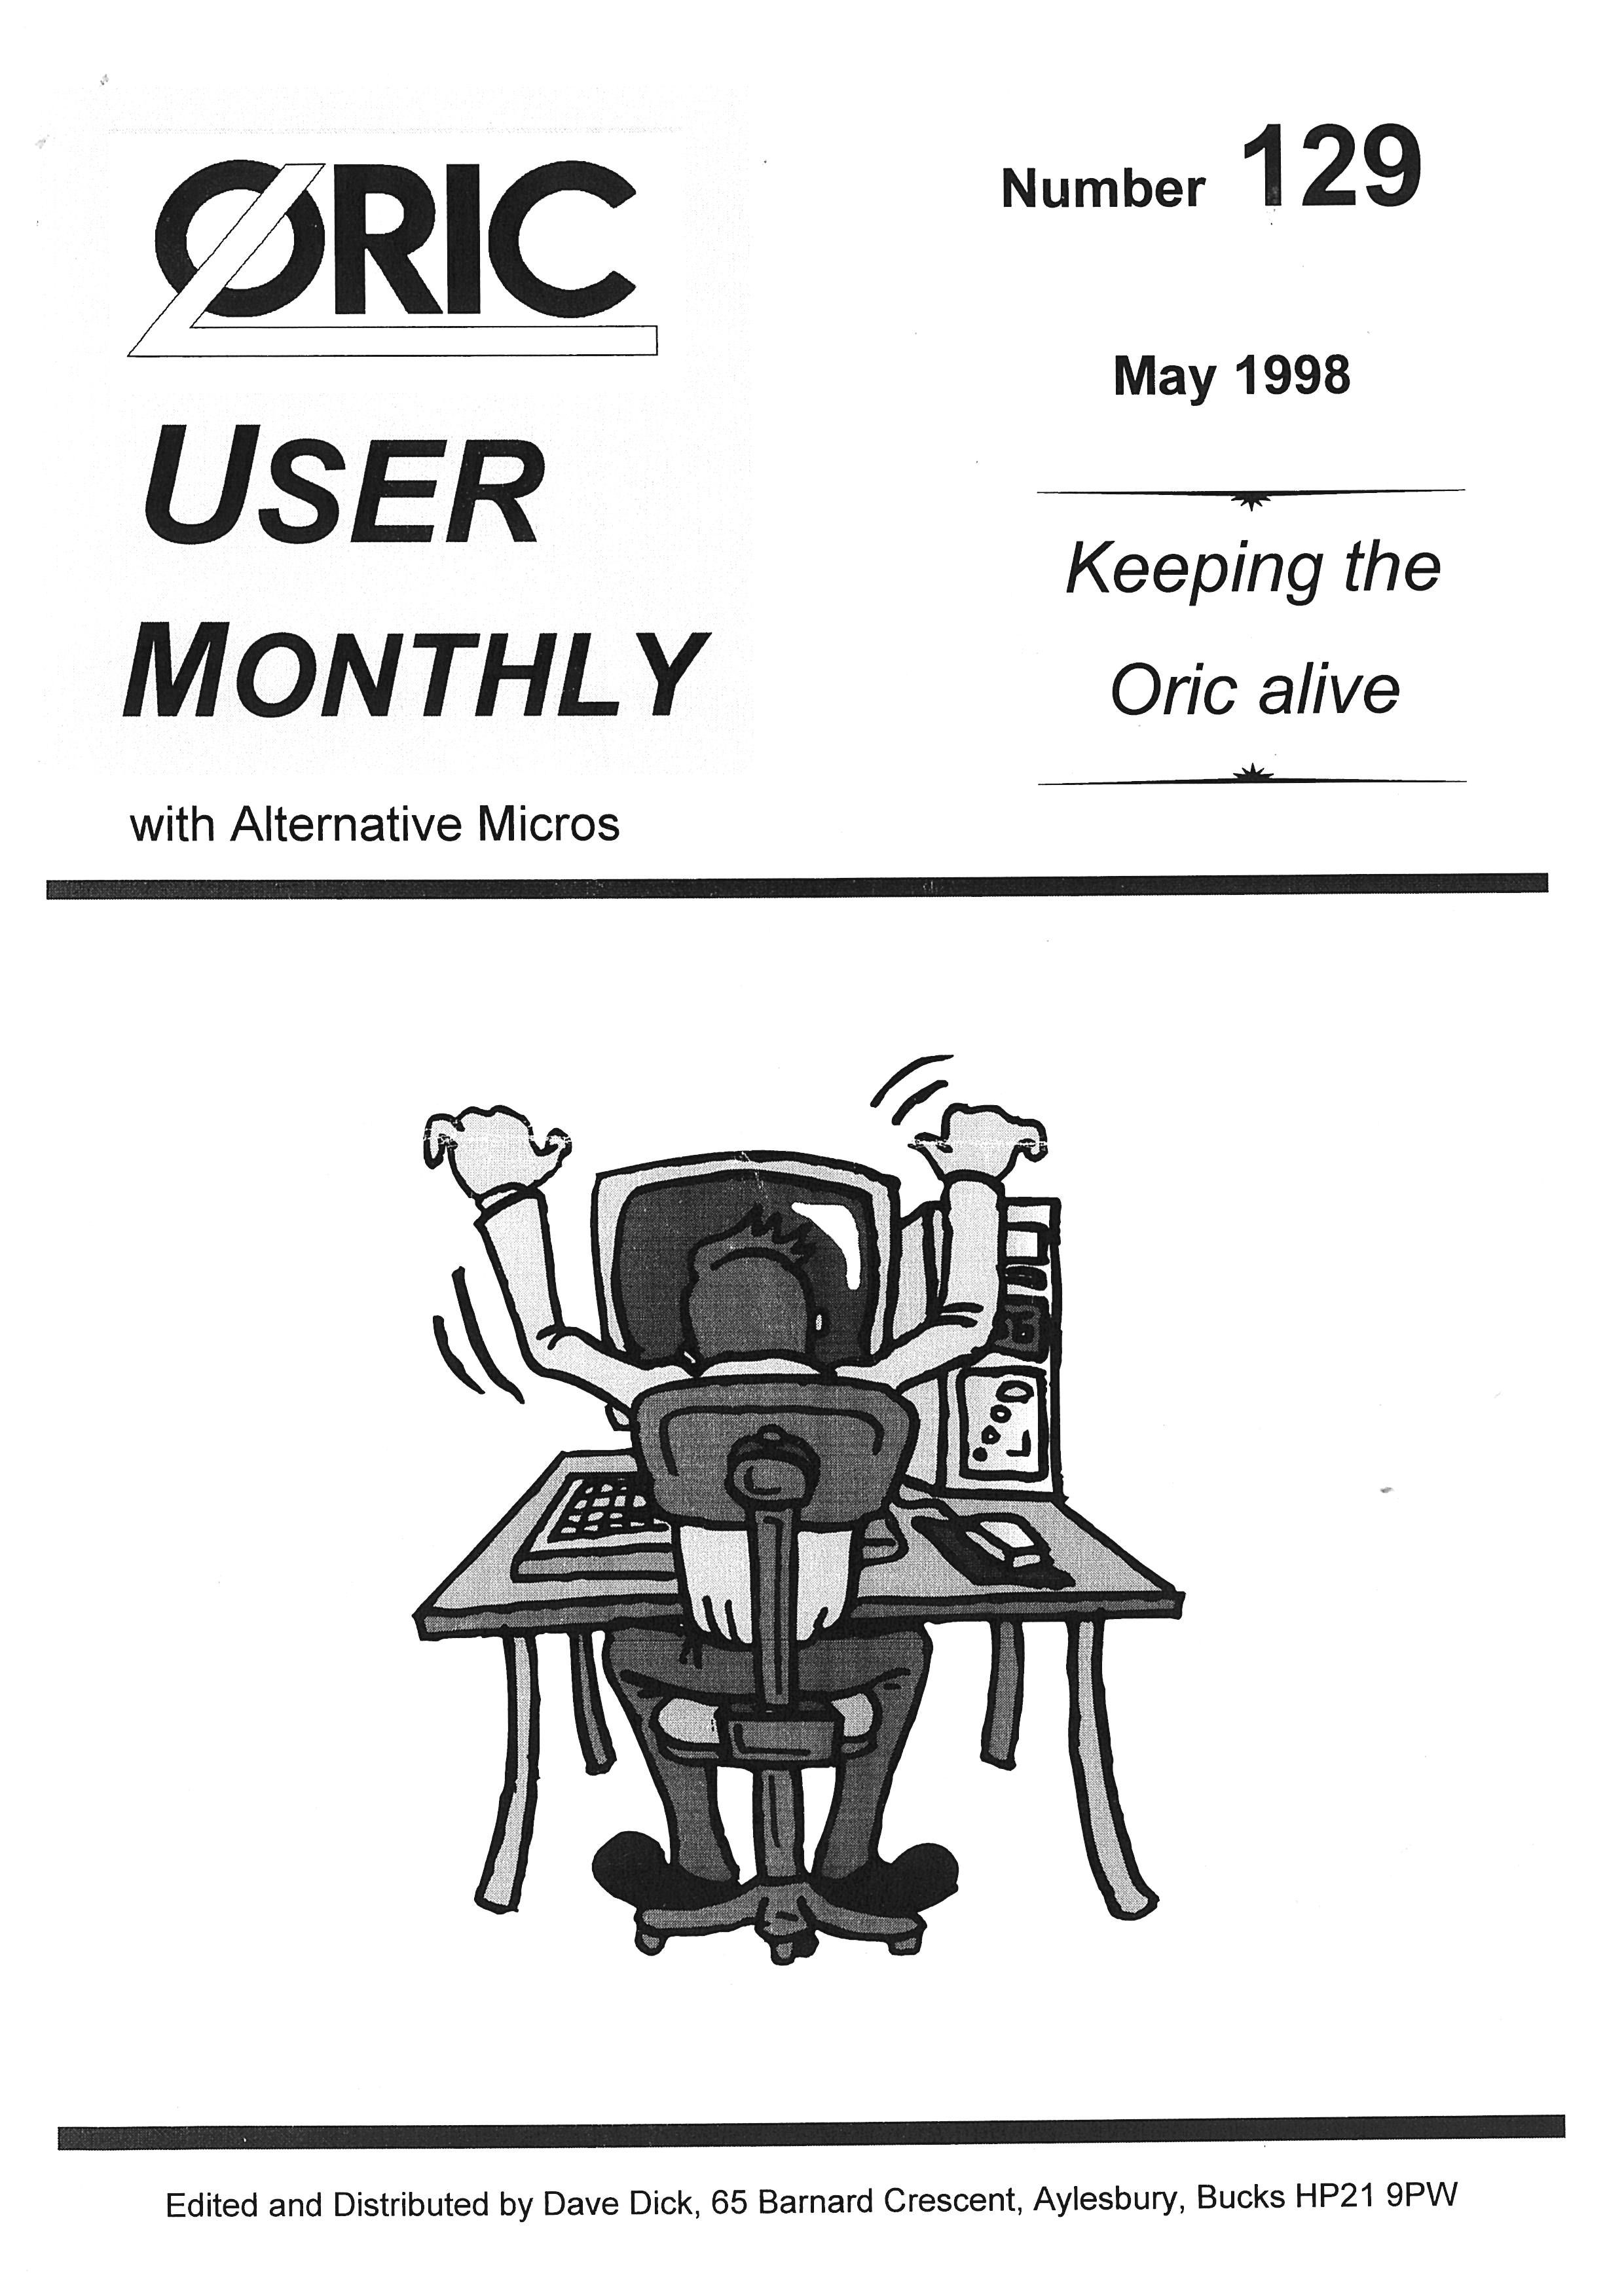 ORIC
USER
MONTHLY
with Alternative Micros
Number 129
May 1998
Keeping the
Oric alive
Edited and Distributed by Dave Dick, 65 Barnard Crescent, Aylesbury, Bucks HP21 9PW